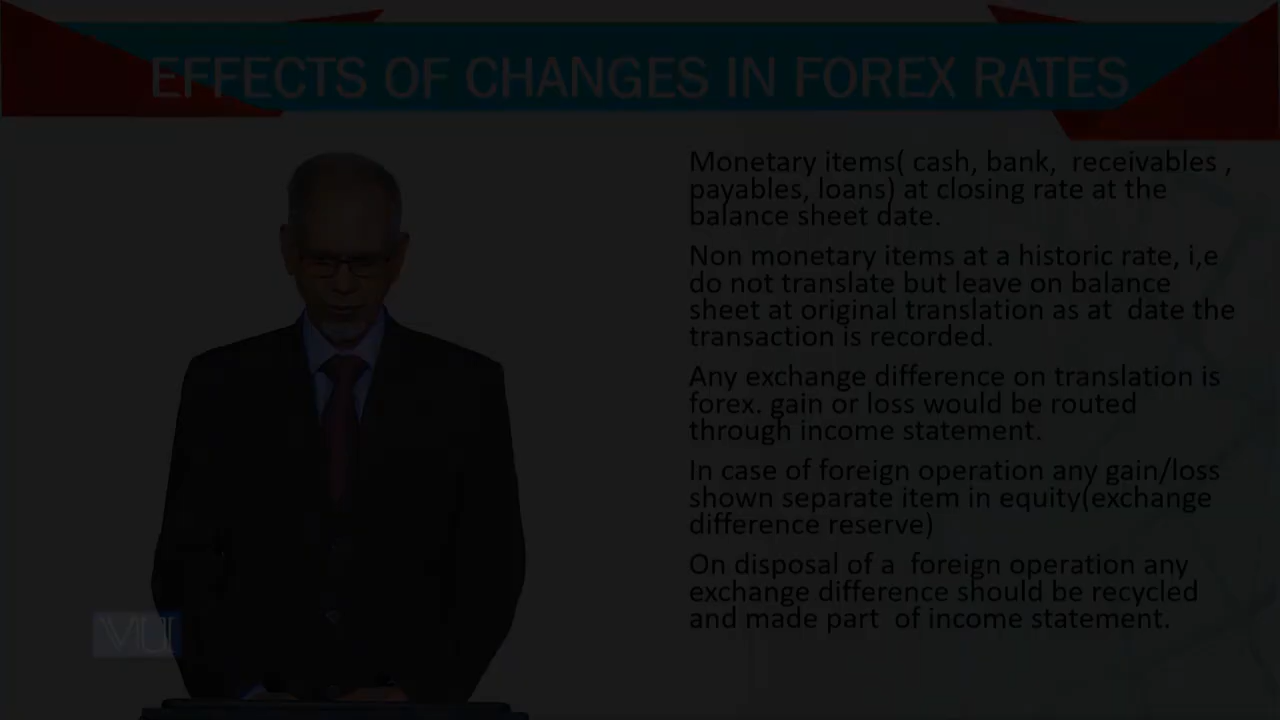 EFFECTS OF CHANGES IN FOREX RATES
Monetary items( cash, bank,  receivables ,
payables, loans) at closing rate at the
balance sheet date.
Non monetary items at a historic rate, i,e
do not translate but leave on balance
sheet at original translation as at  date the
transaction is recorded.
Any exchange difference on translation is
forex. gain or loss would be routed
through income statement.
In case of foreign operation any gain/loss
shown separate item in equity(exchange
difference reserve)
On disposal of a  foreign operation any
exchange difference should be recycled
and made part  of income statement.
VU